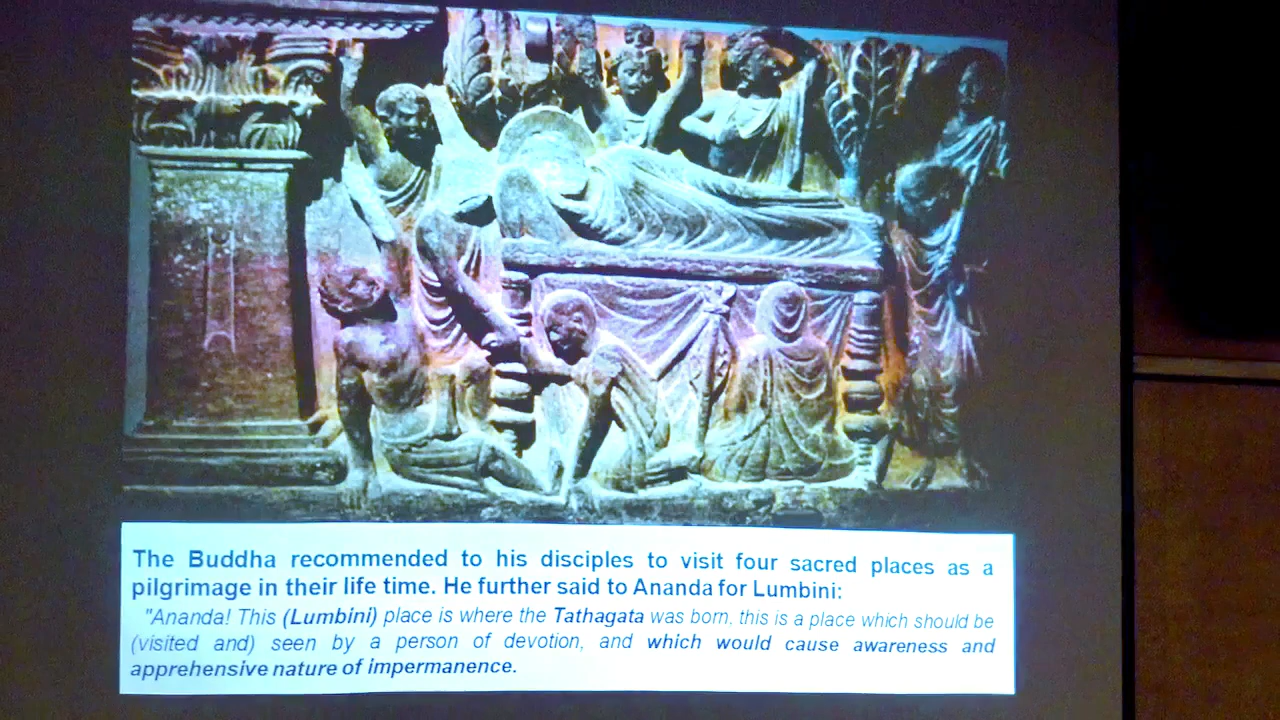 The Buddha recommended to his disciples to visit four sacred places as a
pilgrimage in their life time. He further said to Ananda for Lumbini:
"Ananda! This (Lumbini) place is where the Tathagata was born, this is a place which should be
(visited and) seen by a person of devotion, and which would cause awareness and
apprehensive nature of impermanence.